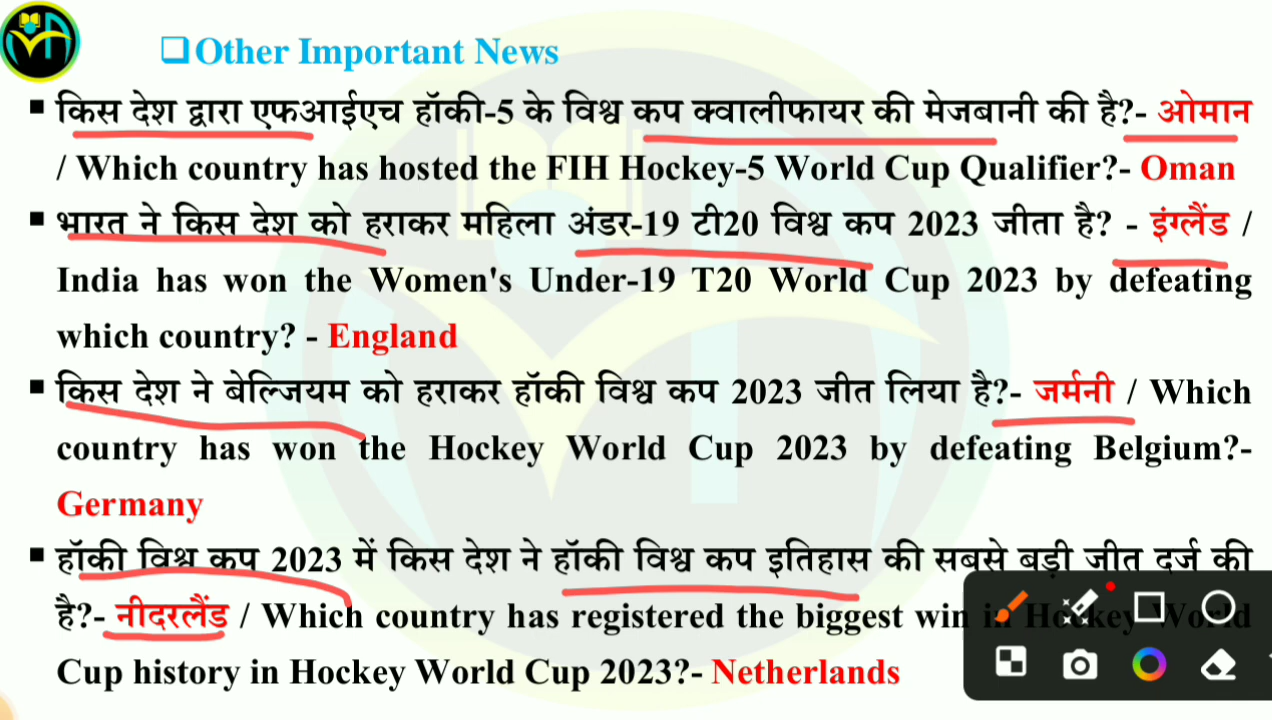 ❑Other Important News
▪ किस देश द्वारा एफआईएच हॉकी-5 के विश्व कप क्वालीफायर की मेजबानी की है?- ओमान
/ Which country has hosted the FIH Hockey-5 World Cup Qualifier?- Oman
▪ भारत ने किस देश को हराकर महिला अंडर-19 टी20 विश्व कप 2023 जीता है? - इंग्लैंड /
India has won the Women's Under-19 T20 World Cup 2023 by defeating
which country? - England
▪ किस देश ने बेल्जियम को हराकर हॉकी विश्व कप 2023 जीत लिया है?- जर्मनी / Which
country has won the Hockey World Cup 2023 by defeating Belgium?-
Germany
▪ हॉकी विश्व कप 2023 में किस देश ने हॉकी विश्व कप इतिहास की सबसे बड़ी जीत दर्ज की
है?- नीदरलैंड / Which country has registered the biggest win in Hockey World
Cup history in Hockey World Cup 2023?- Netherlands